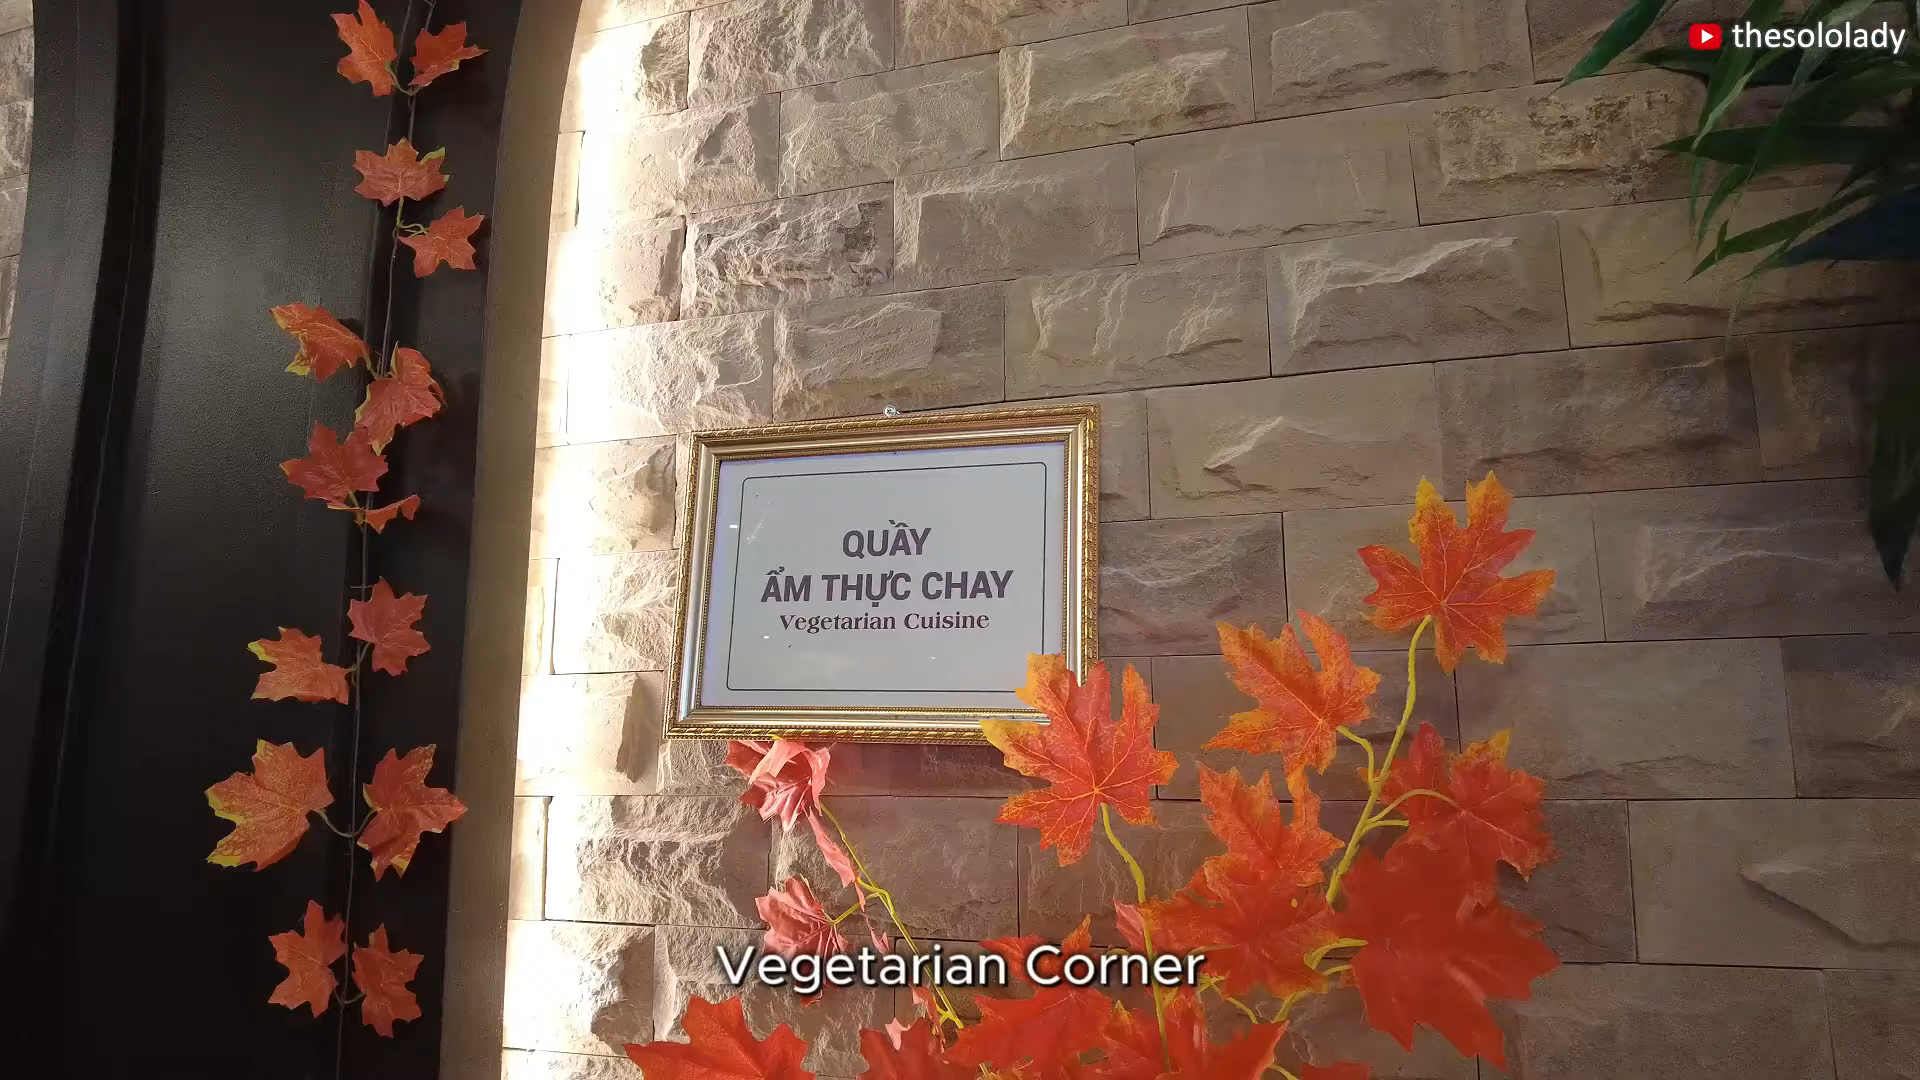 thesololady
QUẦY
ẨM THỰC CHAY
Vegetarian Cuisine
Vegetarian Corner